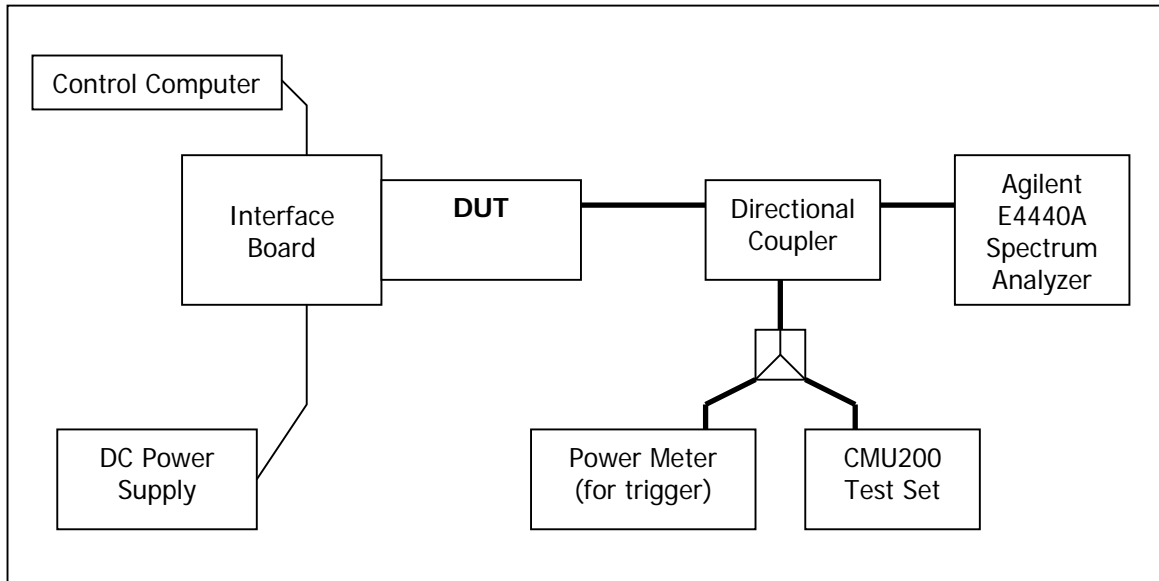 Control Computer
Interface
Board
DUT
Directional
Coupler
Agilent
E4440A
Spectrum
Analyzer
DC Power
Supply
Power Meter
(for trigger)
CMU200
Test Set